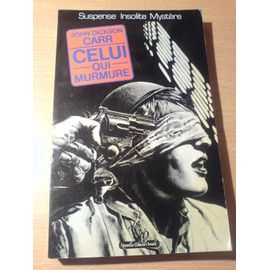 Suspense Insolite Mystère
JOHN DICKSON
CARR
CELUI
QUI
MURMURE